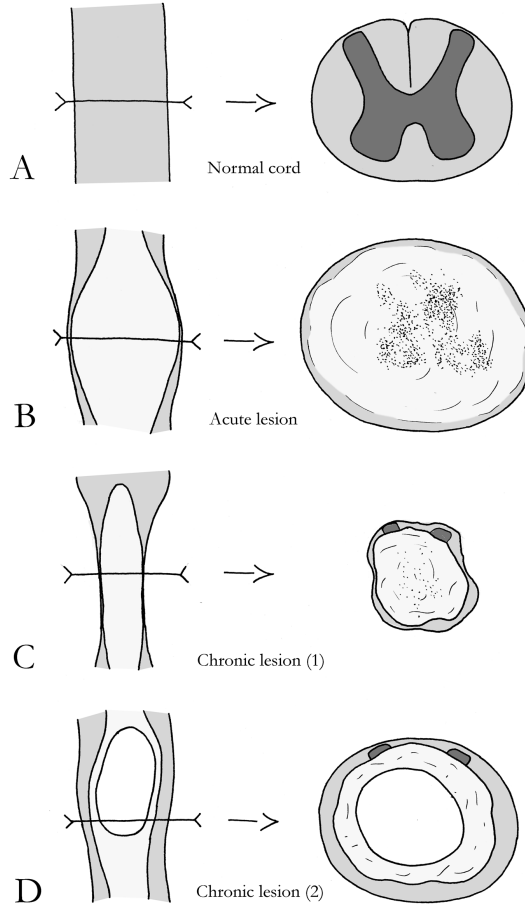 A
Normal cord
B
Acute lesion
C
Chronic lesion (1)
D
Chronic lesion (2)